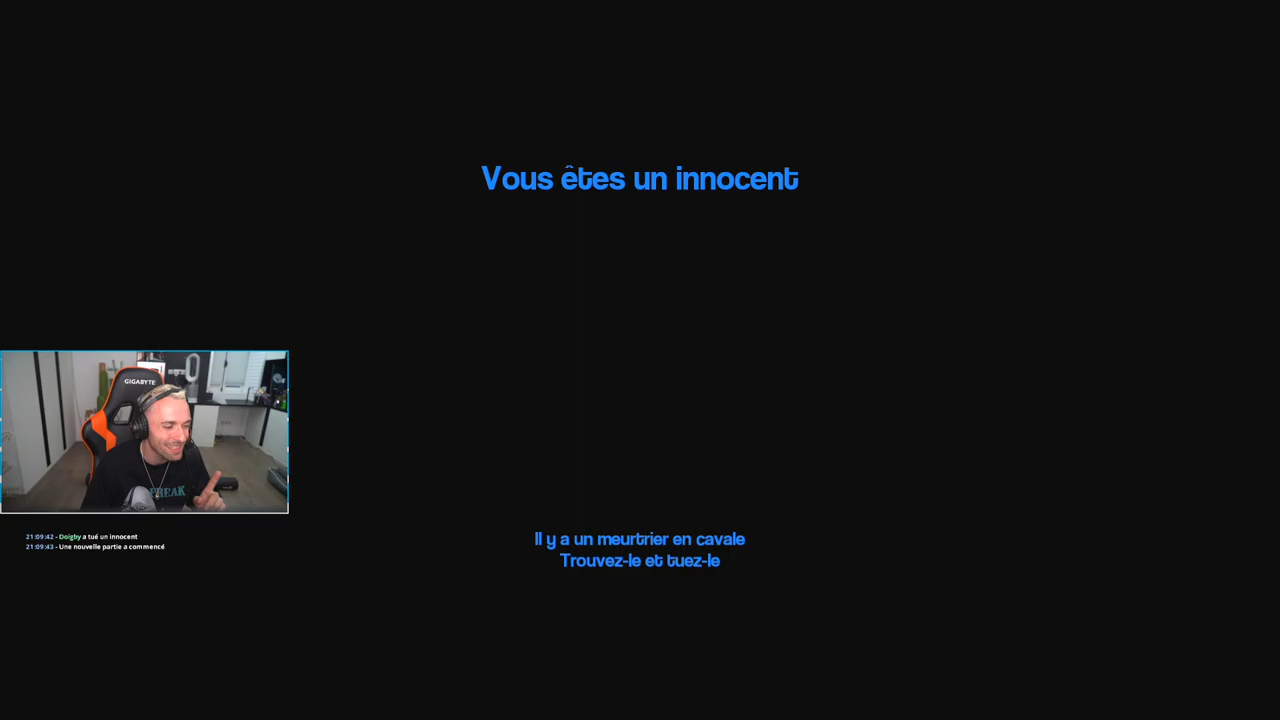 Vous êtes un innocent
GIGABYTE
FREAK
21:09:42 - Doigby a tué un innocent
21:09:43 - Une nouvelle partie a commencé
Il y a un meurtrier en cavale
Trouvez-le et tuez-le